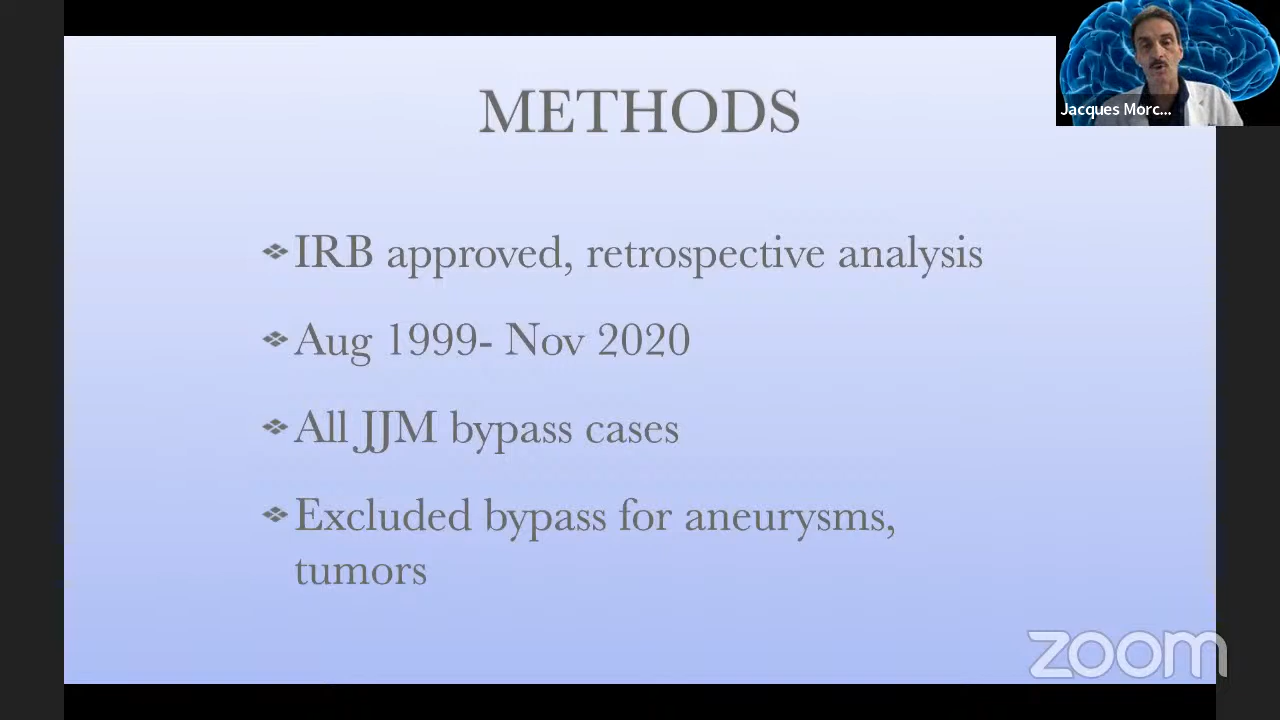 METHODS
Jacques Morc...
IRB approved, retrospective analysis
Aug 1999- Nov 2020
All JJM bypass cases
Excluded bypass for aneurysms,
tumors
zoom